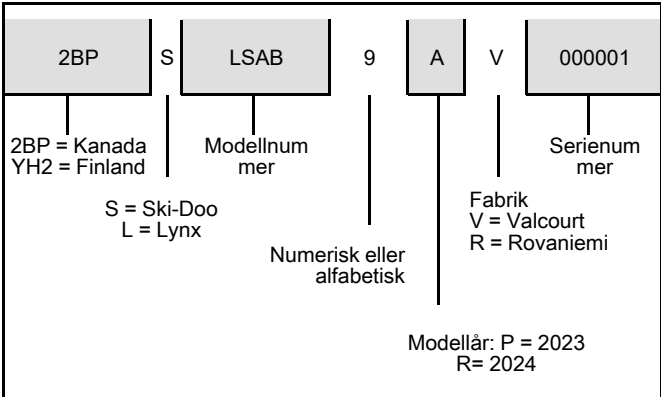 2BP S LSAB 9 A V 000001
2BP = Kanada
YH2 = Finland
Modellnum
mer
Serienum
mer
S = Ski-Doo
L = Lynx
Fabrik
V = Valcourt
R = Rovaniemi
Numerisk eller
alfabetisk
Modellår: P = 2023
R= 2024